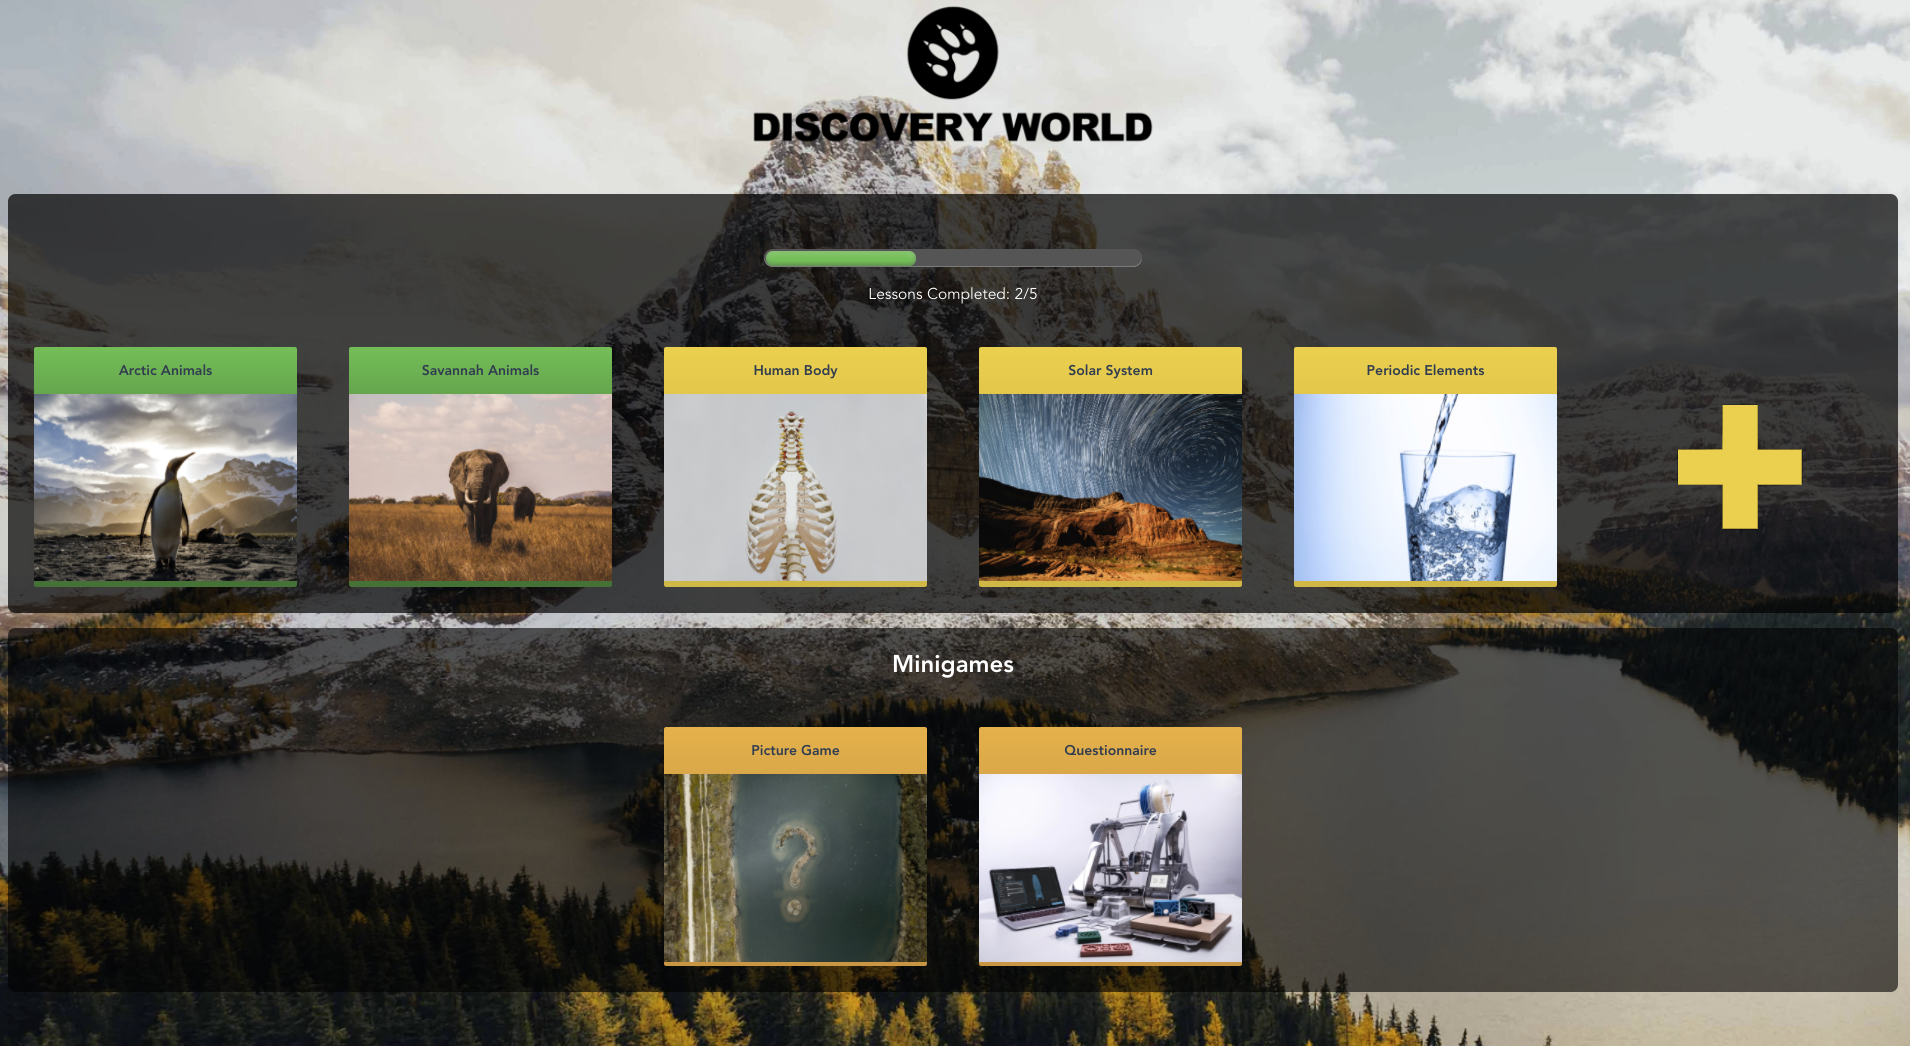 DISCOVERY WORLD
Lessons Completed: 2/5
Arctic Animals
Savannah Animals
Human Body
Solar System
Periodic Elements
Minigames
Picture Game
Questionnaire